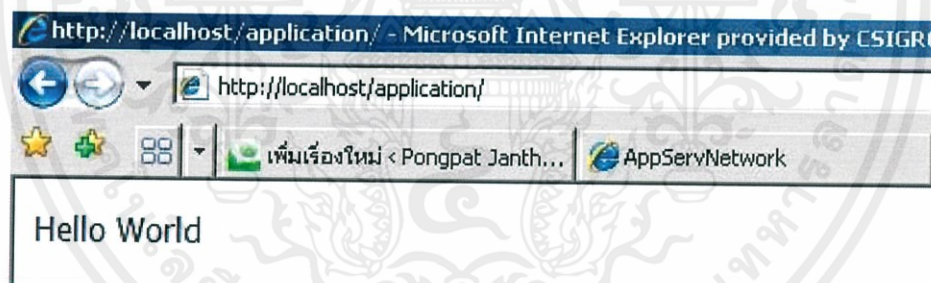 http://localhost/application/ - Microsoft Internet Explorer provided by CSIGR
http://localhost/application/
เพิ่มเรื่องใหม่ < Pongpat Janth...
AppServNetwork
Hello World